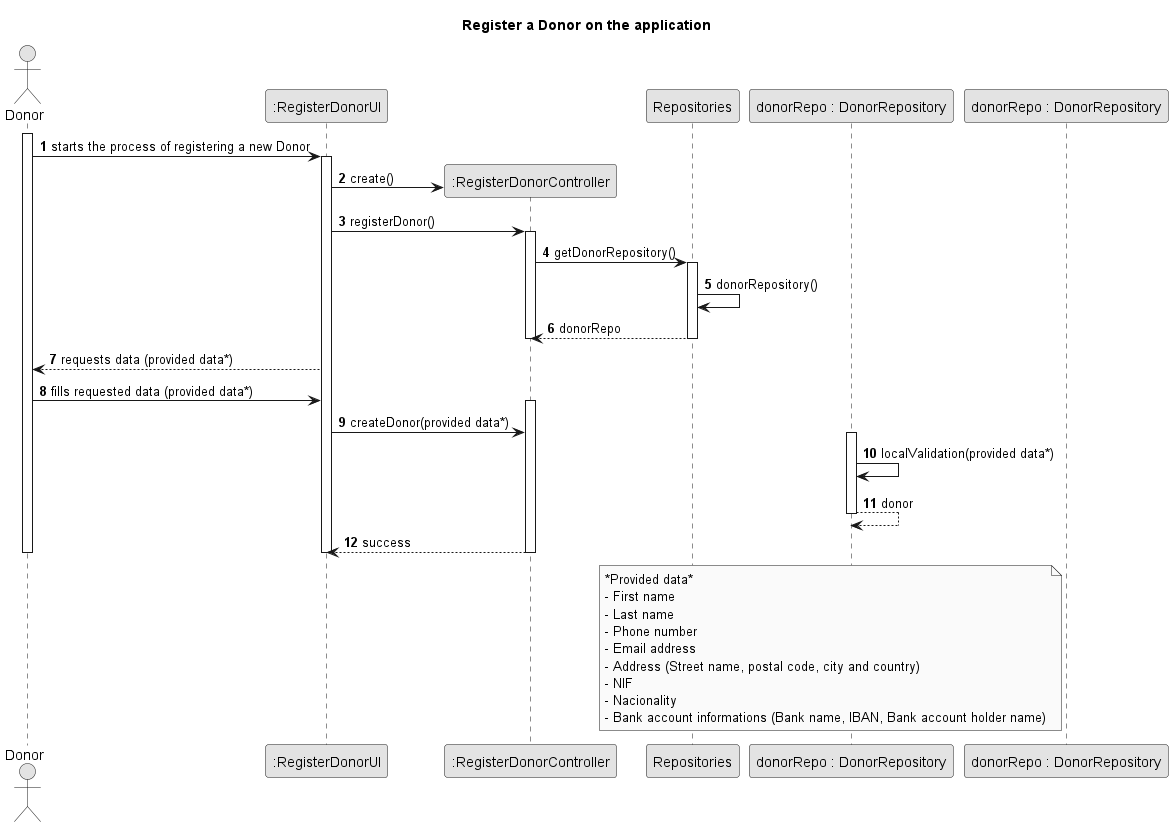 Register a Donor on the application
Donor
:RegisterDonorUI
Repositories
donorRepo : DonorRepository
donorRepo : DonorRepository
1 starts the process of registering a new Donor
2 create()
:RegisterDonorController
3 registerDonor()
4 getDonorRepository()
5 donorRepository()
6 donorRepo
7 requests data (provided data*)
8 fills requested data (provided data*)
9 createDonor(provided data*)
10 localValidation(provided data*)
11 donor
12 success
*Provided data*
- First name
- Last name
- Phone number
- Email address
- Address (Street name, postal code, city and country)
- NIF
- Nacionality
- Bank account informations (Bank name, IBAN, Bank account holder name)
Donor
:RegisterDonorUI
:RegisterDonorController
Repositories
donorRepo : DonorRepository
donorRepo : DonorRepository